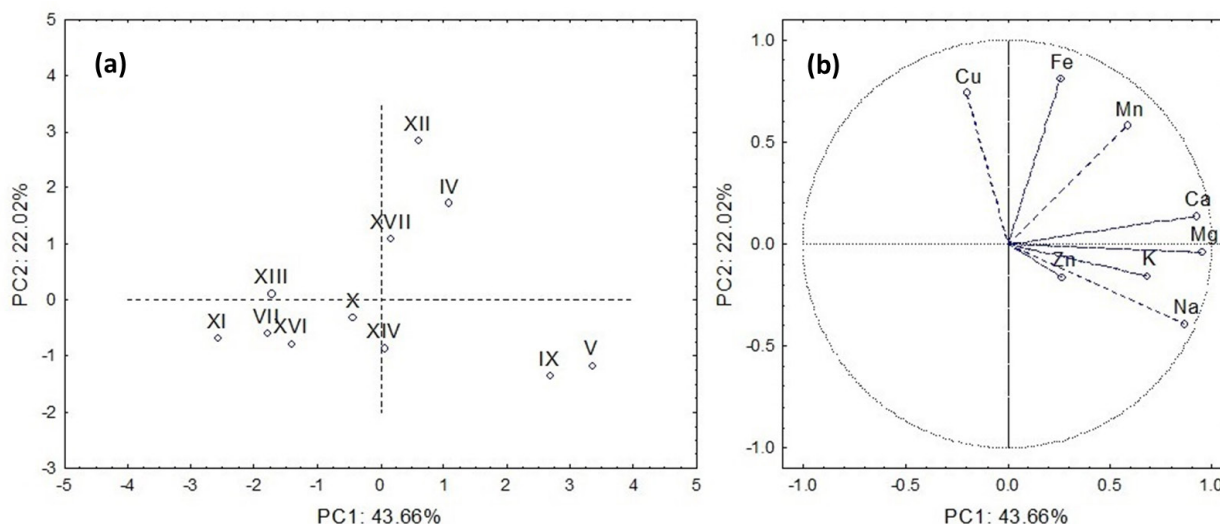 (a)
5
4
3
2
1
0
-1
-2
-3
PC2: 22.02%
XII
IV
XVII
XIII
X
XI
VII
XVI
XIV
IX
V
-5 -4 -3 -2 -1 0 1 2 3 4 5
PC1: 43.66%
(b)
1.0
0.5
0.0
-0.5
-1.0
PC2: 22.02%
Cu
Fe
Mn
Ca
Mg
Zn
K
Na
-1.0 -0.5 0.0 0.5 1.0
PC1: 43.66%